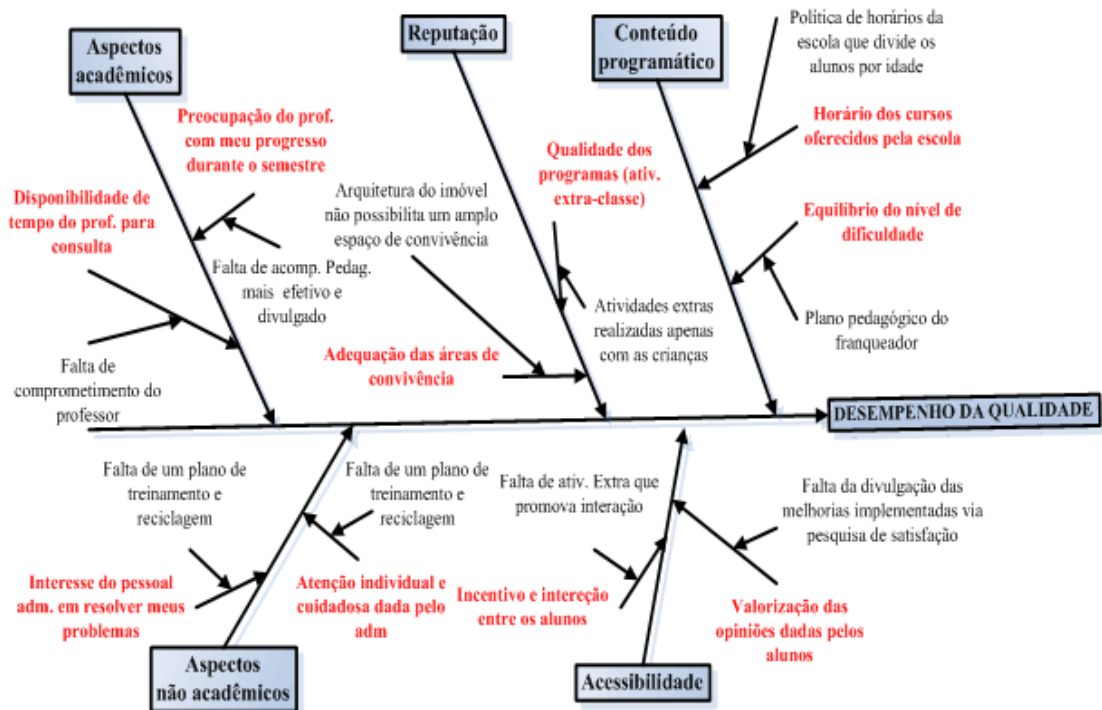 Aspectos
acadêmicos
Reputação
Conteúdo
programático
Política de horários da
escola que divide os
alunos por idade
Preocupação do prof.
com meu progresso
durante o semestre
Horário dos cursos
oferecidos pela escola
Qualidade dos
programas (ativ.
extra-classe)
Disponibilidade de
tempo do prof. para
consulta
Arquitetura do imóvel
não possibilita um amplo
espaço de convivência
Equilibrio do nível de
dificuldade
Falta de acomp. Pedag.
mais efetivo e
divulgado
Atividades extras
realizadas apenas
com as crianças
Plano pedagógico do
franqueador
Adequação das áreas de
convivência
Falta de
comprometimento do
professor
DESEMPENHO DA QUALIDADE
Falta de um plano de
treinamento e
reciclagem
Falta de um plano de
treinamento e
reciclagem
Falta de ativ. Extra que
promova interação
Falta da divulgação das
melhorias implementadas via
pesquisa de satisfação
Interesse do pessoal
adm. em resolver meus
problemas
Atenção individual e
cuidadosa dada pelo
adm
Incentivo e intereção
entre os alunos
Valorização das
opiniões dadas pelos
alunos
Aspectos
não acadêmicos
Acessibilidade